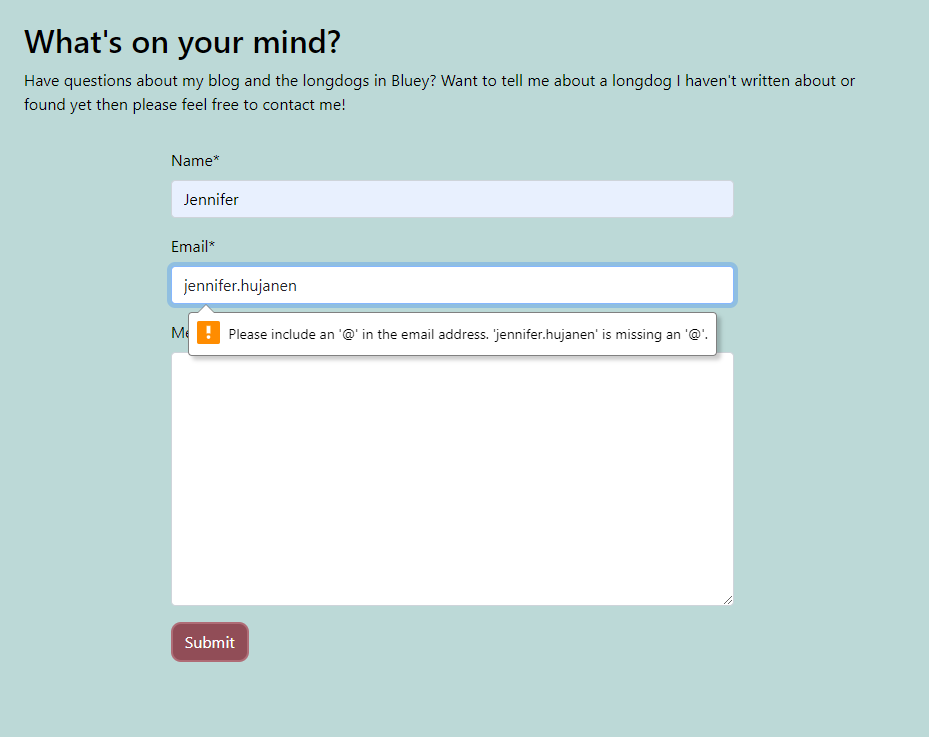 What's on your mind?
Have questions about my blog and the longdogs in Bluey? Want to tell me about a longdog I haven't written about or
found yet then please feel free to contact me!
Name*
Jennifer
Email*
jennifer.hujanen
Please include an '@' in the email address. 'jennifer.hujanen' is missing an '@'.
Submit